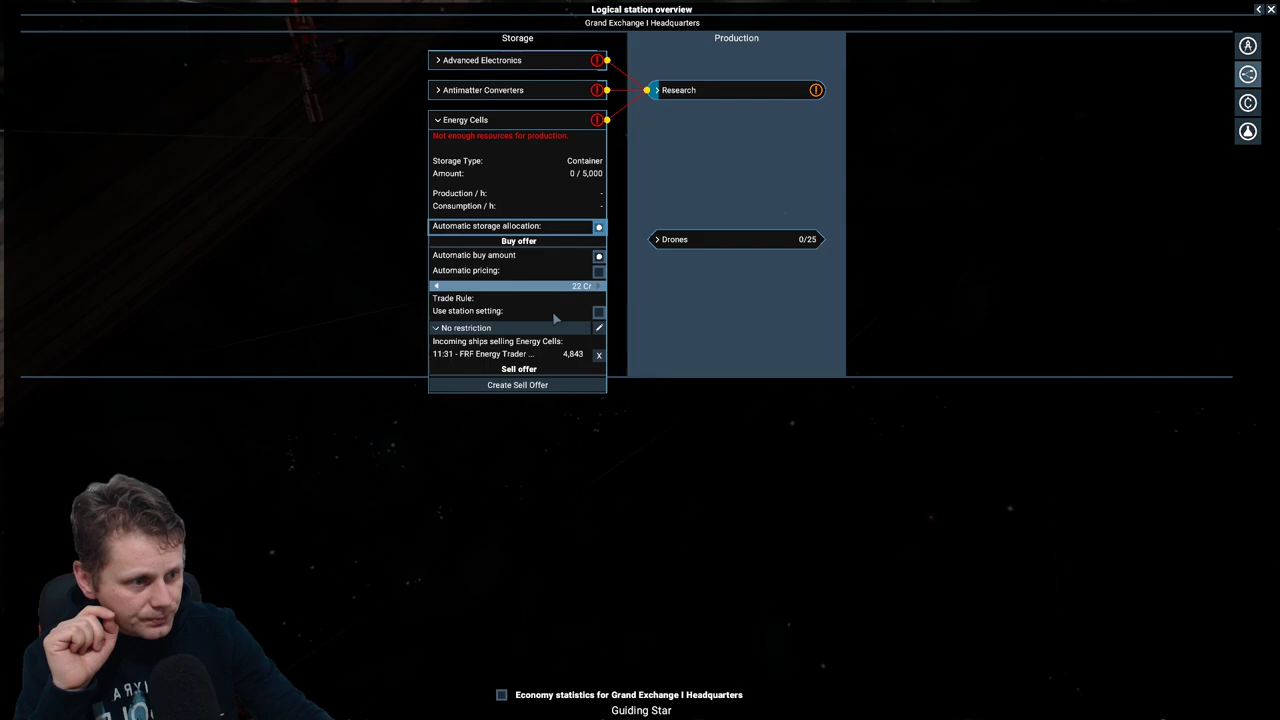 Logical station overview
Grand Exchange I Headquarters
Storage
Production
Advanced Electronics
Antimatter Converters
Research
Energy Cells
Not enough resources for production.
Storage Type: Container
Amount: 0 / 5,000
Production / h: -
Consumption / h: -
Automatic storage allocation:
Buy offer
Drones 0/25
Automatic buy amount
Automatic pricing:
22 Cr
Trade Rule:
Use station setting:
No restriction
Incoming ships selling Energy Cells:
11:31 - FRF Energy Trader ... 4,843 X
Sell offer
Create Sell Offer
Economy statistics for Grand Exchange I Headquarters
Guiding Star